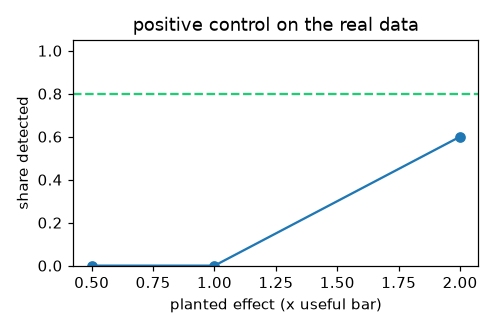 positive control on the real data
1.0
0.8
0.6
0.4
0.2
0.0
share detected
0.50 0.75 1.00 1.25 1.50 1.75 2.00
planted effect (x useful bar)